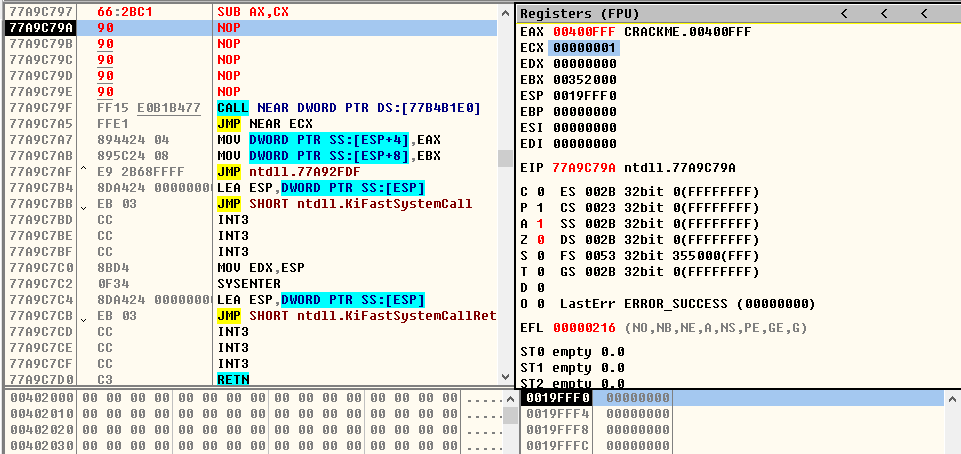 77A9C797 66:2BC1 SUB AX,CX
77A9C79A 90 NOP
77A9C79B 90 NOP
77A9C79C 90 NOP
77A9C79D 90 NOP
77A9C79E 90 NOP
77A9C79F FF15 E0B1B477 CALL NEAR DWORD PTR DS:[77B4B1E0]
77A9C7A5 FFE1 JMP NEAR ECX
77A9C7A7 894424 04 MOV DWORD PTR SS:[ESP+4],EAX
77A9C7AB 895C24 08 MOV DWORD PTR SS:[ESP+8],EBX
77A9C7AF ^ E9 2B68FFFF JMP ntdll.77A92FDF
77A9C7B4 8DA424 0000000 LEA ESP,DWORD PTR SS:[ESP]
77A9C7BB ⌄ EB 03 JMP SHORT ntdll.KiFastSystemCall
77A9C7BD CC INT3
77A9C7BE CC INT3
77A9C7BF CC INT3
77A9C7C0 8BD4 MOV EDX,ESP
77A9C7C2 0F34 SYSENTER
77A9C7C4 8DA424 0000000 LEA ESP,DWORD PTR SS:[ESP]
77A9C7CB ⌄ EB 03 JMP SHORT ntdll.KiFastSystemCallRet
77A9C7CD CC INT3
77A9C7CE CC INT3
77A9C7CF CC INT3
77A9C7D0 C3 RETN
Registers (FPU) < < <
EAX 00400FFF CRACKME.00400FFF
ECX 00000001
EDX 00000000
EBX 00352000
ESP 0019FFF0
EBP 00000000
ESI 00000000
EDI 00000000
EIP 77A9C79A ntdll.77A9C79A
C 0 ES 002B 32bit 0(FFFFFFFF)
P 1 CS 0023 32bit 0(FFFFFFFF)
A 1 SS 002B 32bit 0(FFFFFFFF)
Z 0 DS 002B 32bit 0(FFFFFFFF)
S 0 FS 0053 32bit 355000(FFF)
T 0 GS 002B 32bit 0(FFFFFFFF)
D 0
O 0 LastErr ERROR_SUCCESS (00000000)
EFL 00000216 (NO,NB,NE,A,NS,PE,GE,G)
ST0 empty 0.0
ST1 empty 0.0
ST2 empty 0.0
00402000 00 00 00 00 00 00 00 00 00 00 00 00 00 00 00 00 .....
00402010 00 00 00 00 00 00 00 00 00 00 00 00 00 00 00 00 .....
00402020 00 00 00 00 00 00 00 00 00 00 00 00 00 00 00 00 .....
00402030 00 00 00 00 00 00 00 00 00 00 00 00 00 00 00 00 .....
0019FFF0 00000000
0019FFF4 00000000
0019FFF8 00000000
0019FFFC 00000000